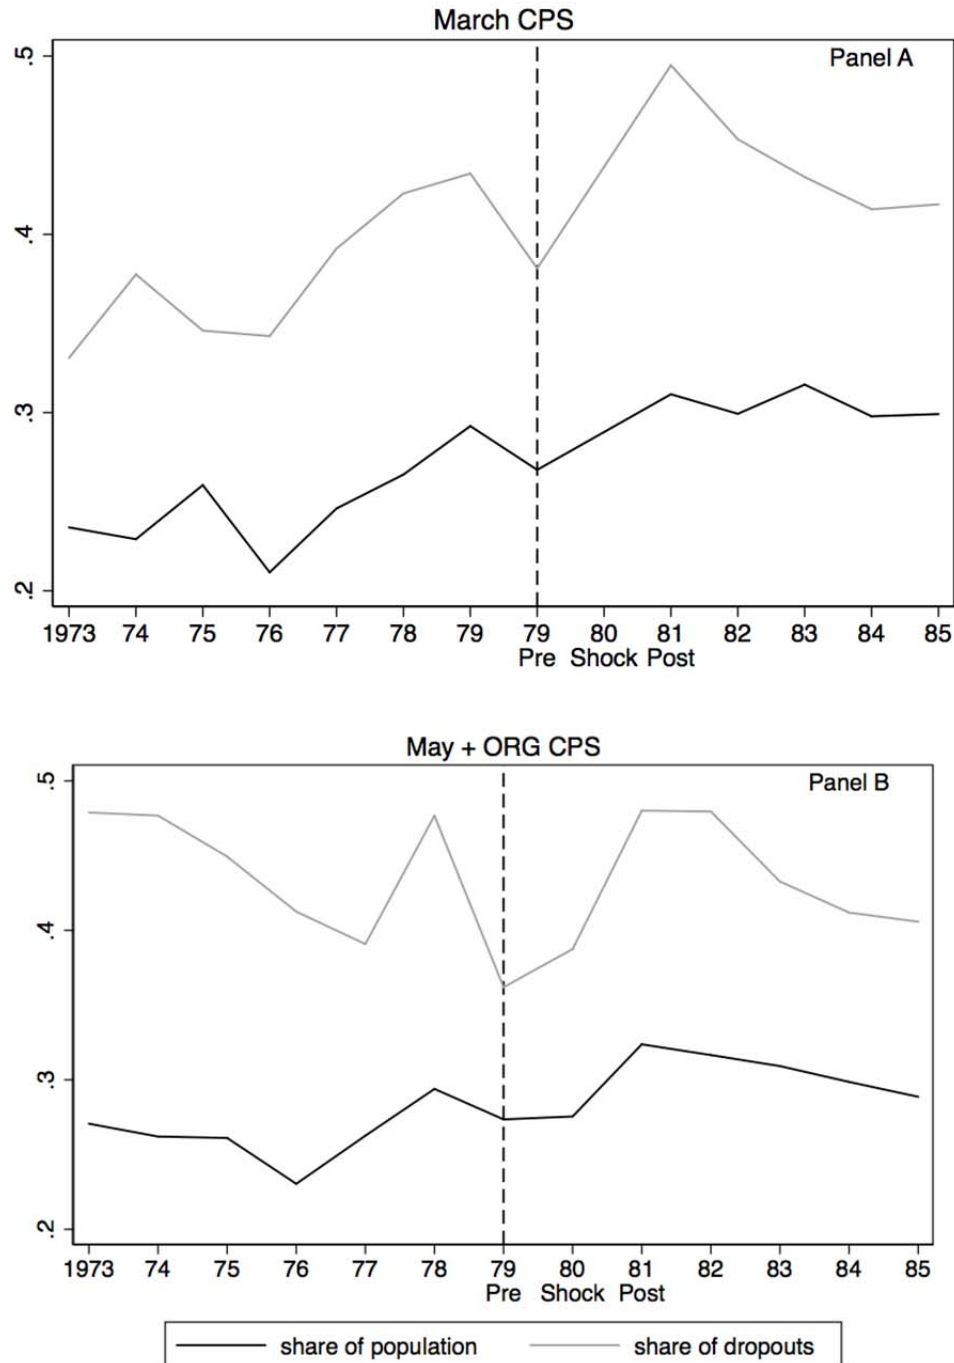 March CPS
Panel A
.5
.4
.3
.2
1973 74 75 76 77 78 79 79 80 81 82 83 84 85
Pre Shock Post
May + ORG CPS
Panel B
.5
.4
.3
.2
1973 74 75 76 77 78 79 80 81 82 83 84 85
Pre Shock Post
share of population share of dropouts